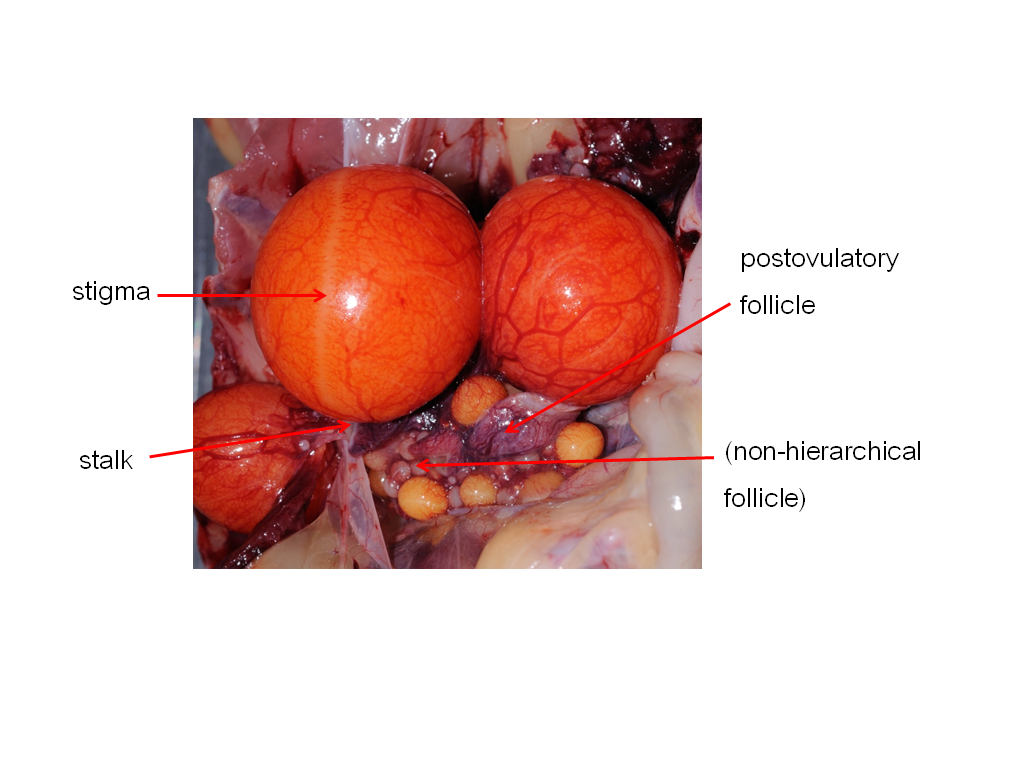 stigma
stalk
postovulatory
follicle
(non-hierarchical
follicle)